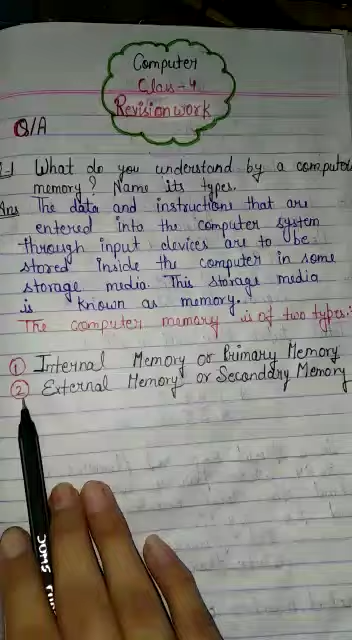 Computer
Class-4
Revision work
Q/A
Q-1 What do you understand by a computer
memory? Name its types.
Ans The data and instructions that are
entered into the computer system
through input devices are to be
stored inside the computer in some
storage media. This storage media
is known as memory.
The computer memory is of two types:
① Internal Memory or Primary Memory
② External Memory or Secondary Memory
DOMS